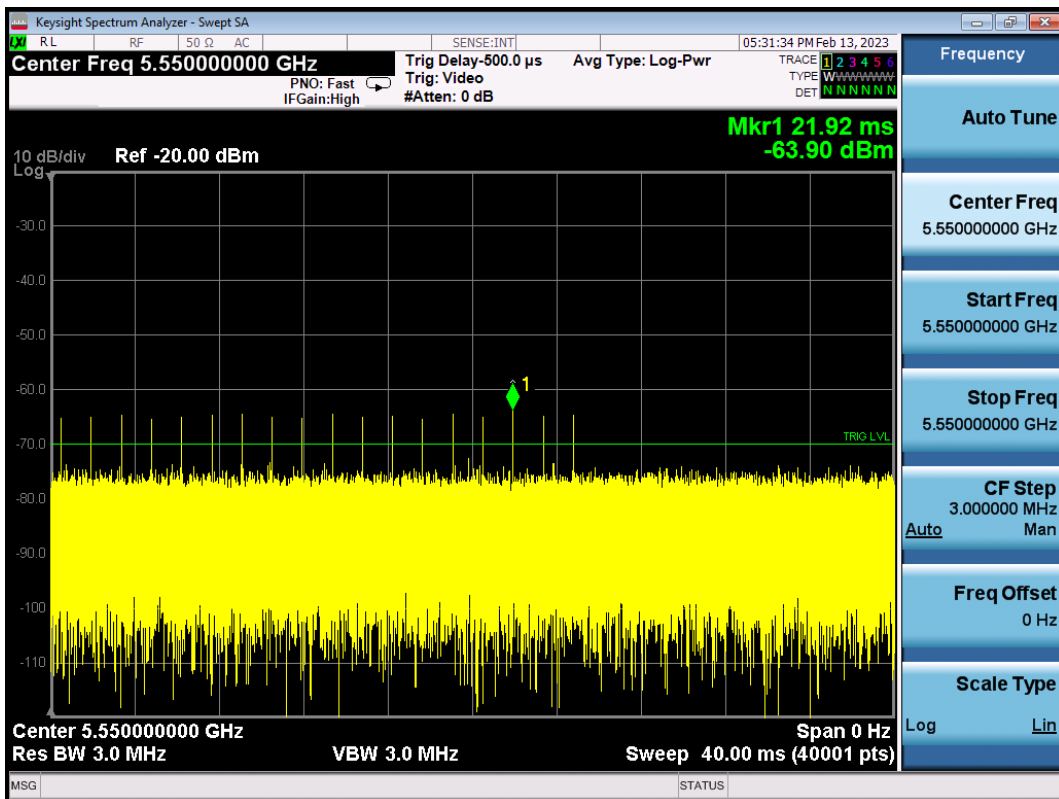 Keysight Spectrum Analyzer - Swept SA
LXI RL RF 50 Ω AC SENSE:INT 05:31:34 PM Feb 13, 2023
Center Freq 5.550000000 GHz
PNO: Fast
IFGain:High
Trig Delay-500.0 µs
Trig: Video
#Atten: 0 dB
Avg Type: Log-Pwr
TRACE 1 2 3 4 5 6
TYPE WWWWWW
DET N N N N N N
Mkr1 21.92 ms
-63.90 dBm
10 dB/div Ref -20.00 dBm
Log
-30.0
-40.0
-50.0
-60.0
-70.0
-80.0
-90.0
-100
-110
1
TRIG LVL
Center 5.550000000 GHz Span 0 Hz
Res BW 3.0 MHz VBW 3.0 MHz Sweep 40.00 ms (40001 pts)
MSG STATUS
Frequency
Auto Tune
Center Freq
5.550000000 GHz
Start Freq
5.550000000 GHz
Stop Freq
5.550000000 GHz
CF Step
3.000000 MHz
Auto Man
Freq Offset
0 Hz
Scale Type
Log Lin